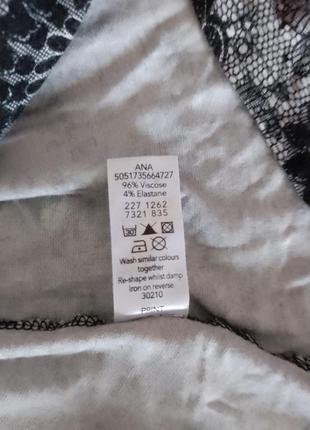 ANA
5051735664727
96% Viscose
4% Elastane
227 1262
7321 835
30
Wash similar colours
together
Re-shape whilst damp
iron on reverse
30210
PRINT